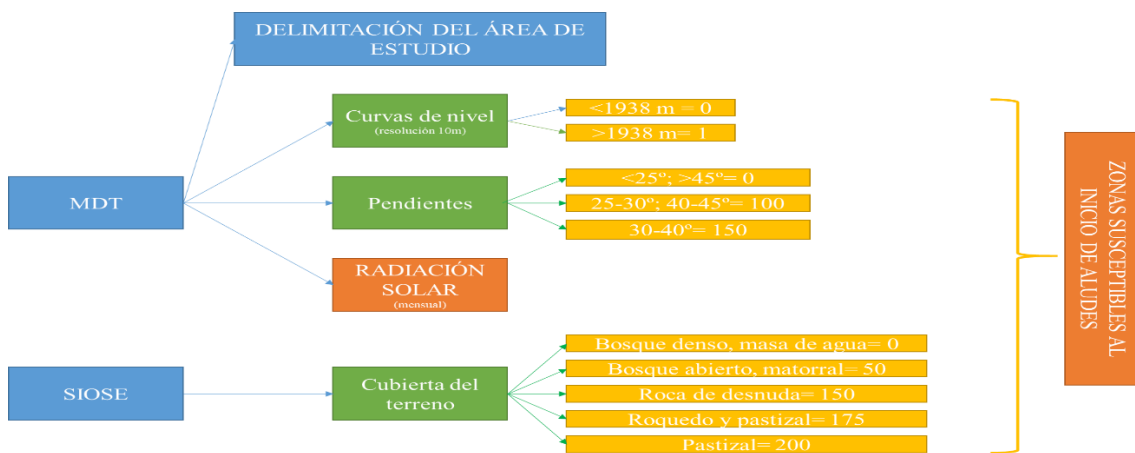 DELIMITACIÓN DEL ÁREA DE
ESTUDIO
Curvas de nivel
(resolución 10m)
<1938 m = 0
>1938 m= 1
MDT
Pendientes
<25º; >45º= 0
25-30º; 40-45º= 100
30-40º= 150
RADIACIÓN
SOLAR
(mensual)
SIOSE
Cubierta del
terreno
Bosque denso, masa de agua= 0
Bosque abierto, matorral= 50
Roca de desnuda= 150
Roquedo y pastizal= 175
Pastizal= 200
ZONAS SUSCEPTIBLES AL
INICIO DE ALUDES